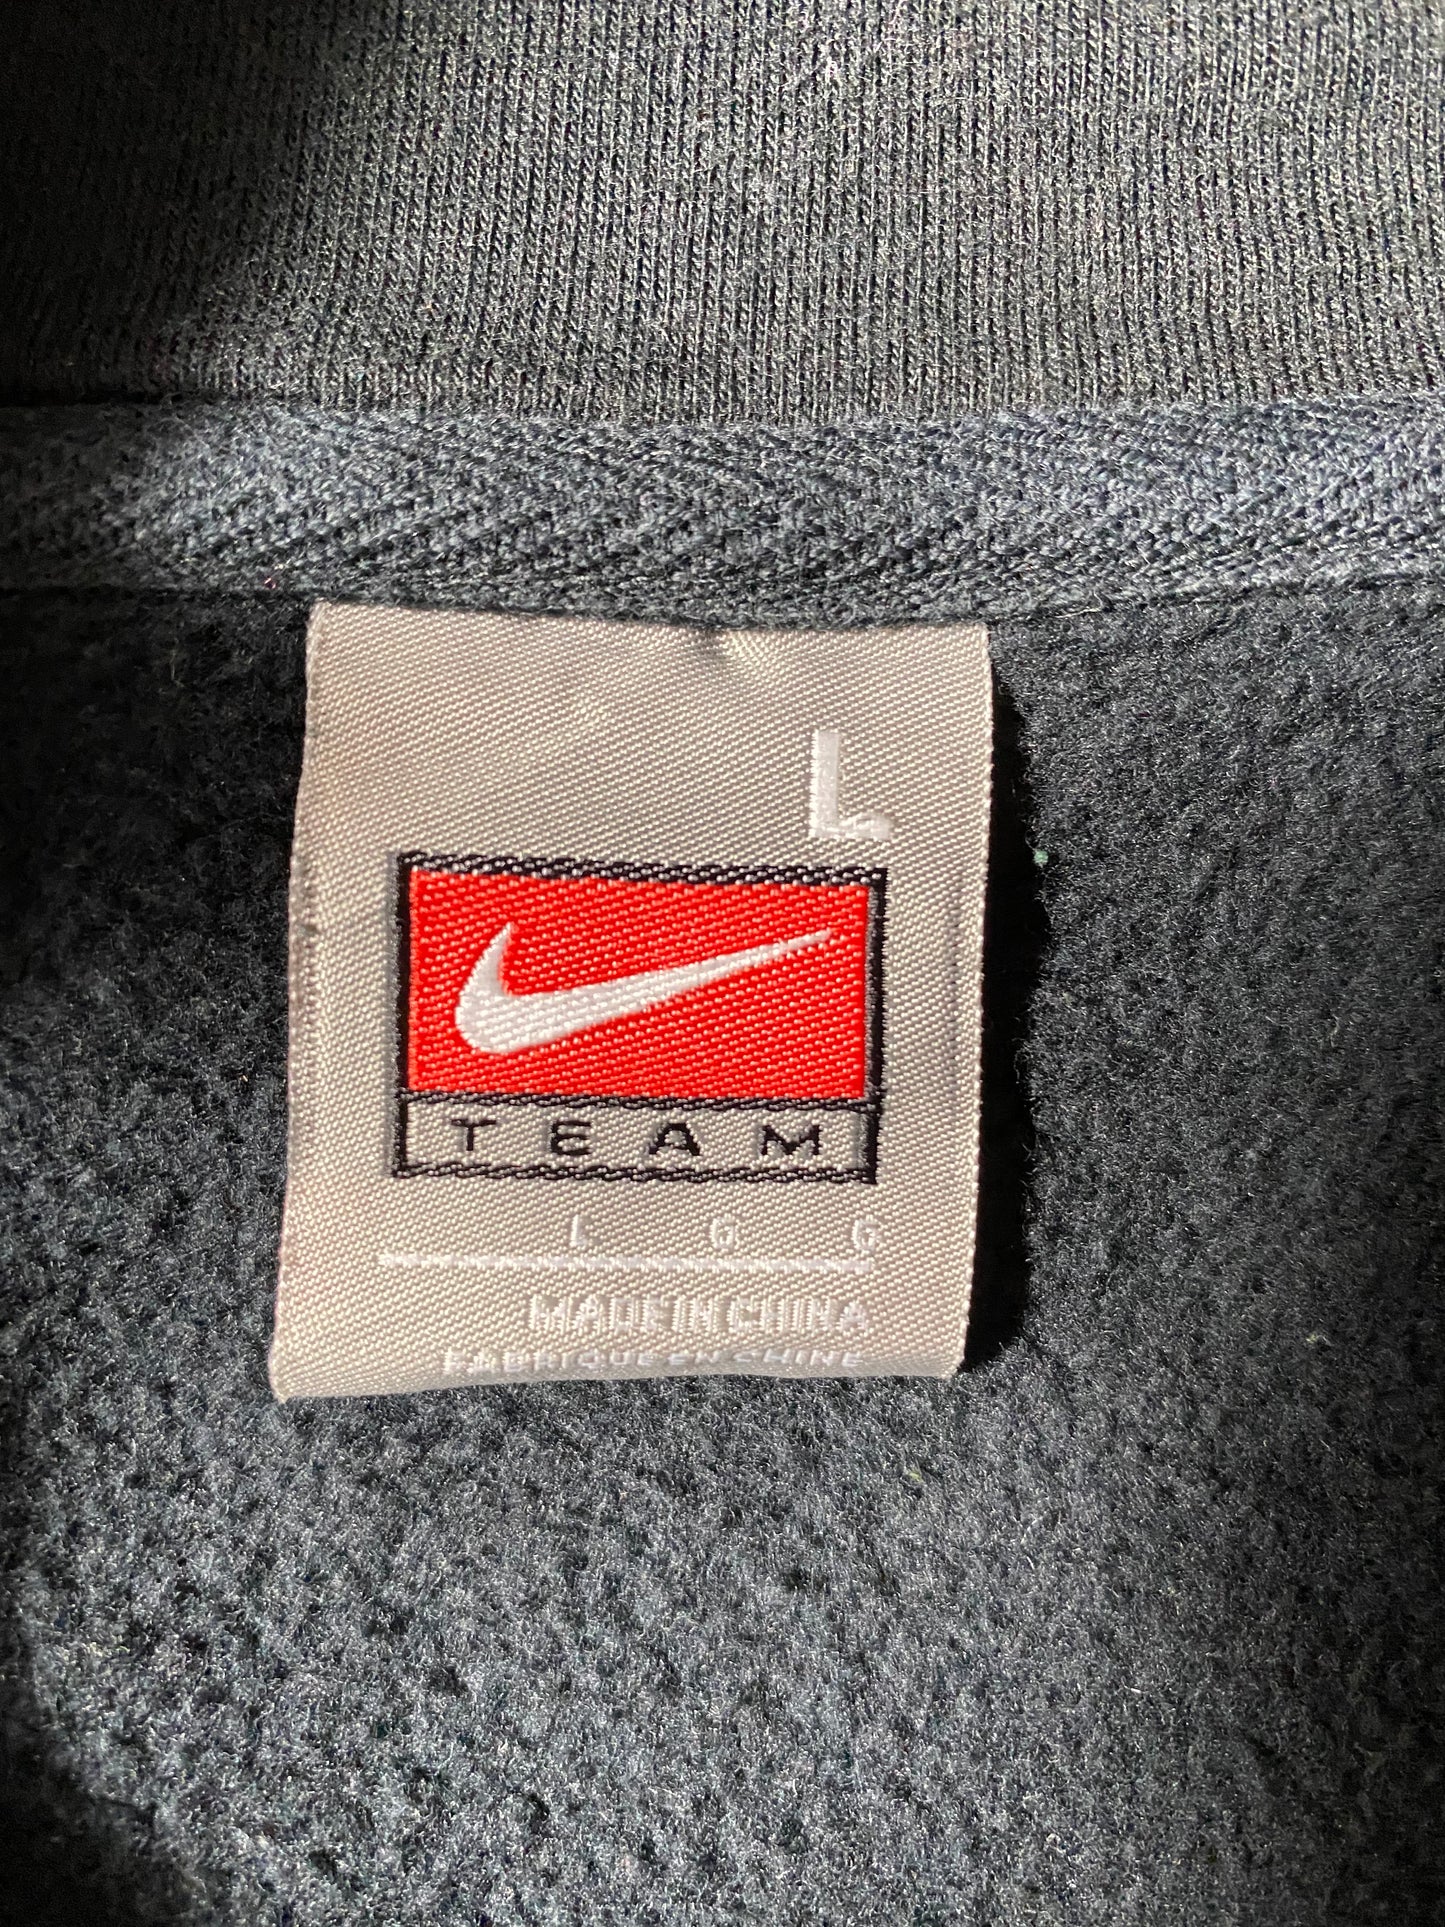 L
TEAM
L G G
MADE IN CHINA
FABRIQUE EN CHINE